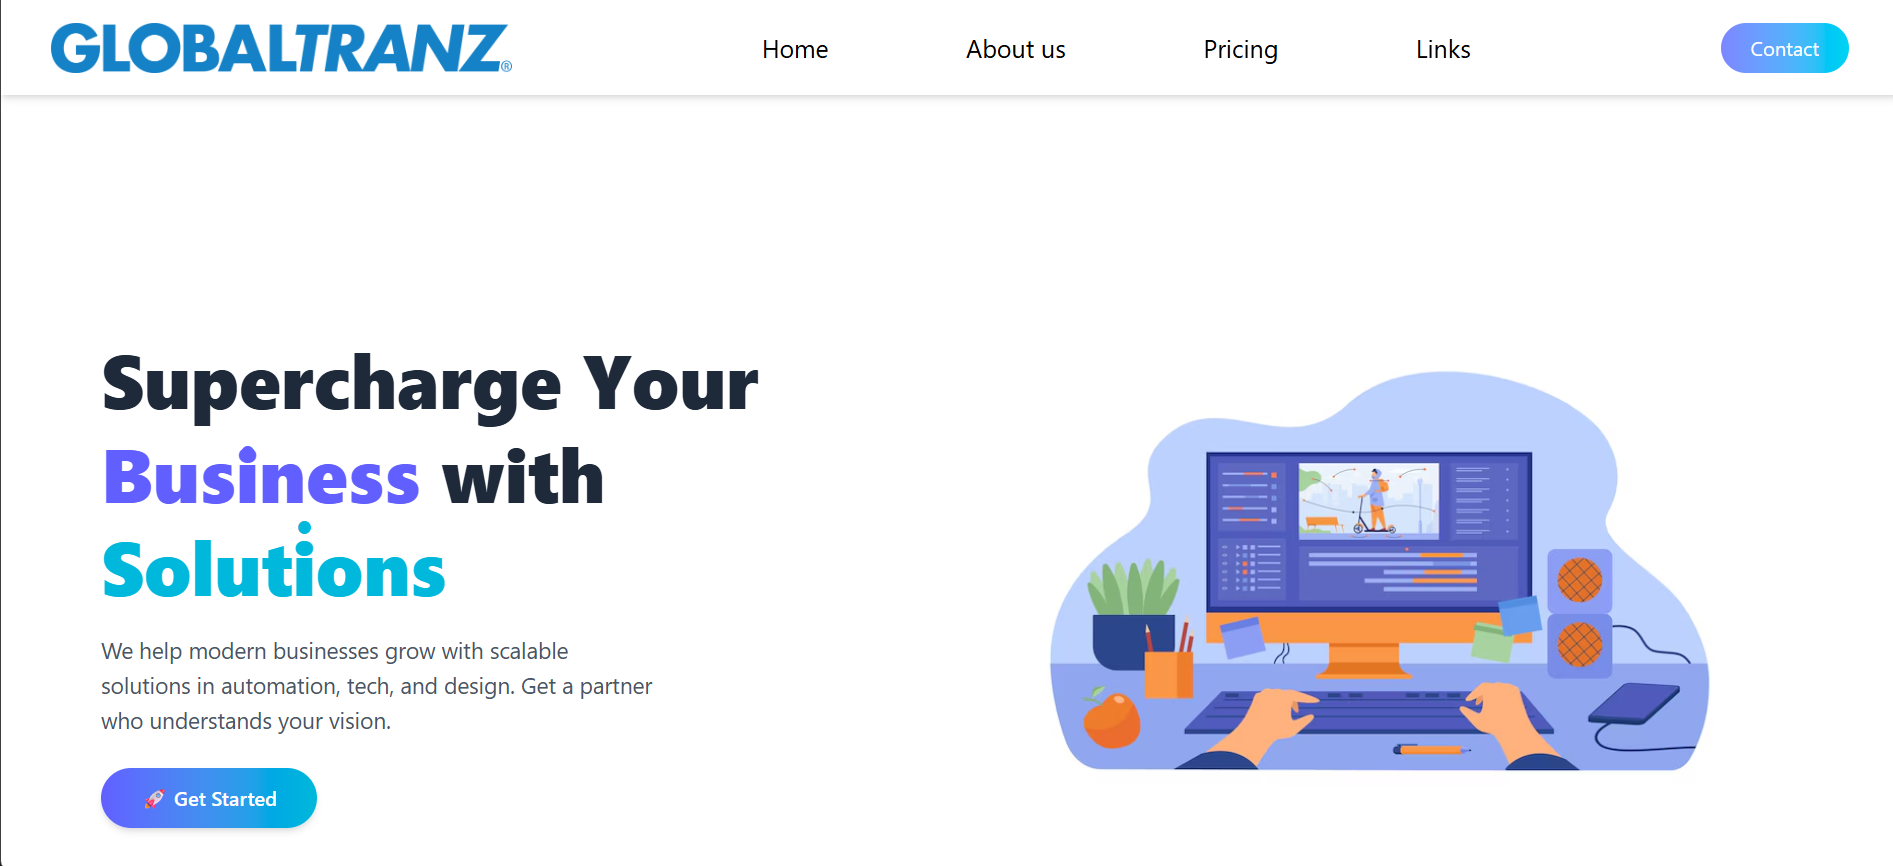 GLOBALTRANZ®
Home
About us
Pricing
Links
Contact
Supercharge Your
Business with
Solutions
We help modern businesses grow with scalable
solutions in automation, tech, and design. Get a partner
who understands your vision.
🚀 Get Started